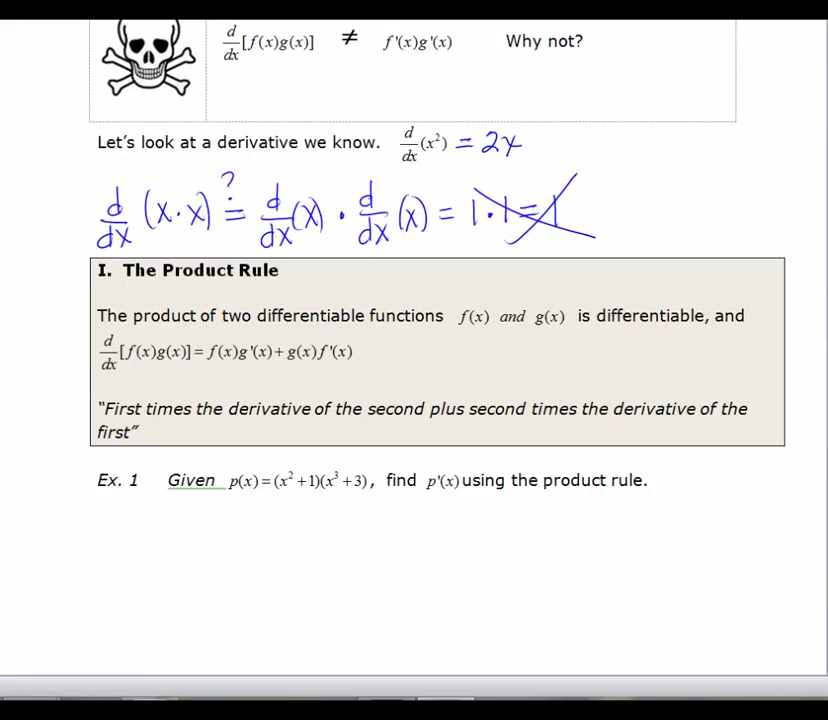 d/dx [f(x)g(x)] ≠ f'(x)g'(x) Why not?
Let's look at a derivative we know. d/dx (x²) = 2x
d/dx (x·x) ?= d/dx (x) · d/dx (x) = 1·1=1
I. The Product Rule
The product of two differentiable functions f(x) and g(x) is differentiable, and
d/dx [f(x)g(x)] = f(x)g'(x)+g(x)f'(x)
"First times the derivative of the second plus second times the derivative of the
first"
Ex. 1 Given p(x)=(x²+1)(x³+3), find p'(x) using the product rule.